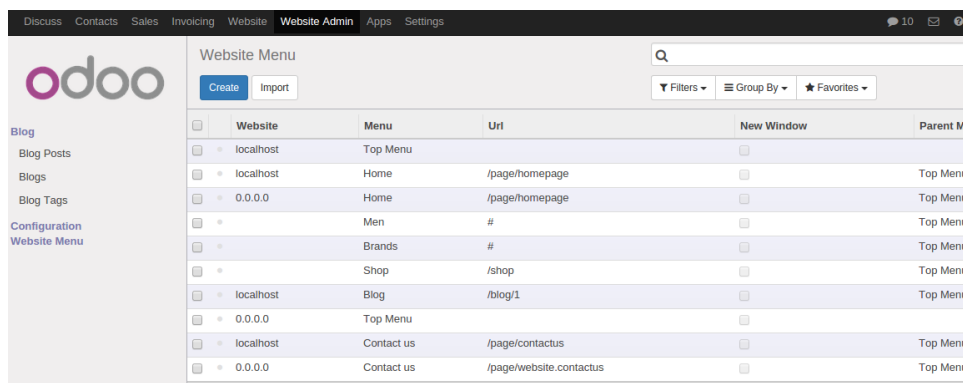 Discuss Contacts Sales Invoicing Website Website Admin Apps Settings 10
odoo
Website Menu
Create Import
Filters Group By Favorites
Blog
Blog Posts
Blogs
Blog Tags
Configuration
Website Menu
Website Menu Url New Window Parent M
localhost Top Menu
localhost Home /page/homepage Top Menu
0.0.0.0 Home /page/homepage Top Menu
Men # Top Menu
Brands # Top Menu
Shop /shop Top Menu
localhost Blog /blog/1 Top Menu
0.0.0.0 Top Menu
localhost Contact us /page/contactus Top Menu
0.0.0.0 Contact us /page/website.contactus Top Menu